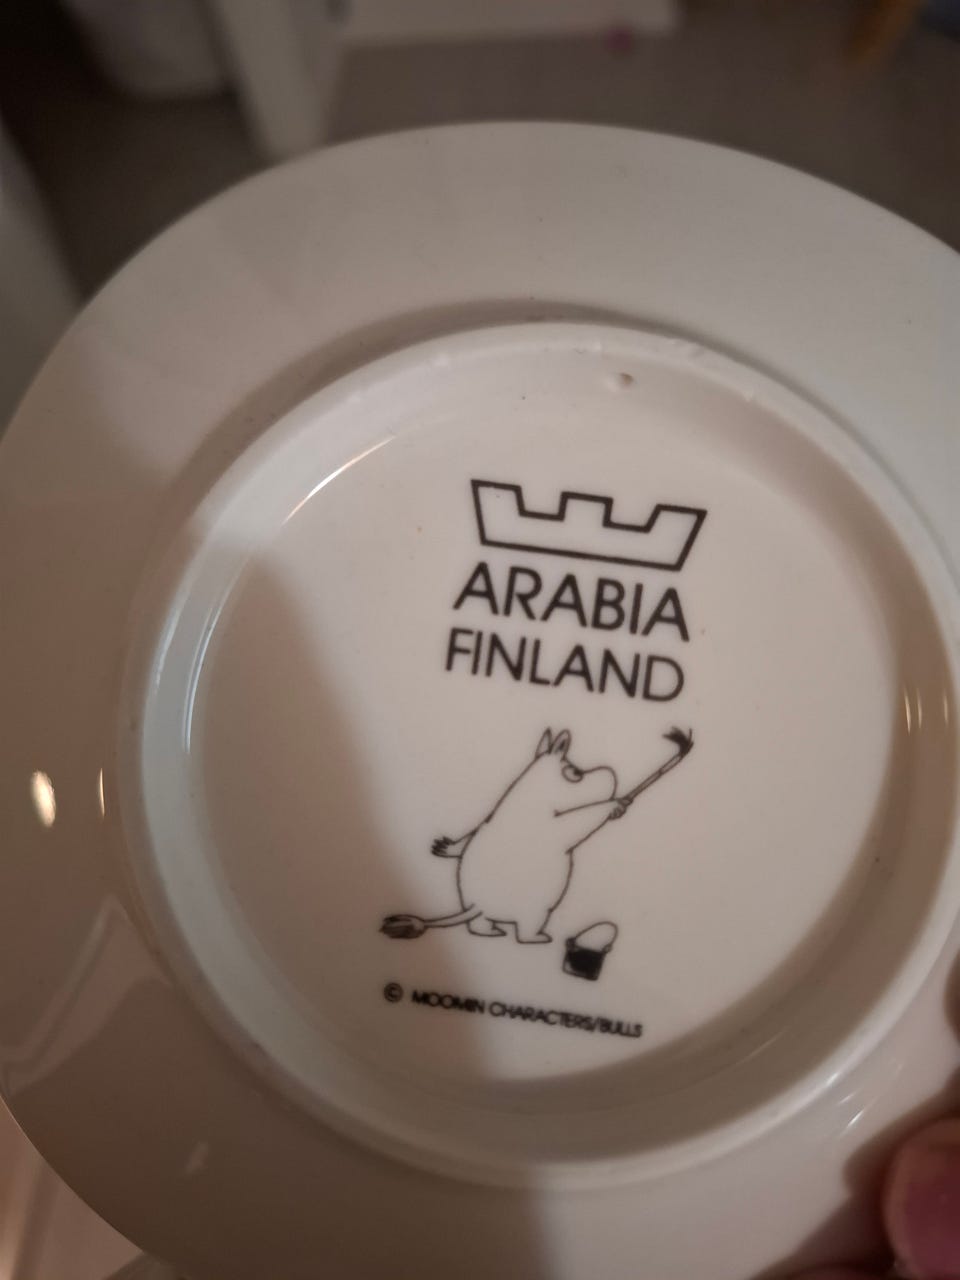 ARABIA
FINLAND
© MOOMIN CHARACTERS/BULLS